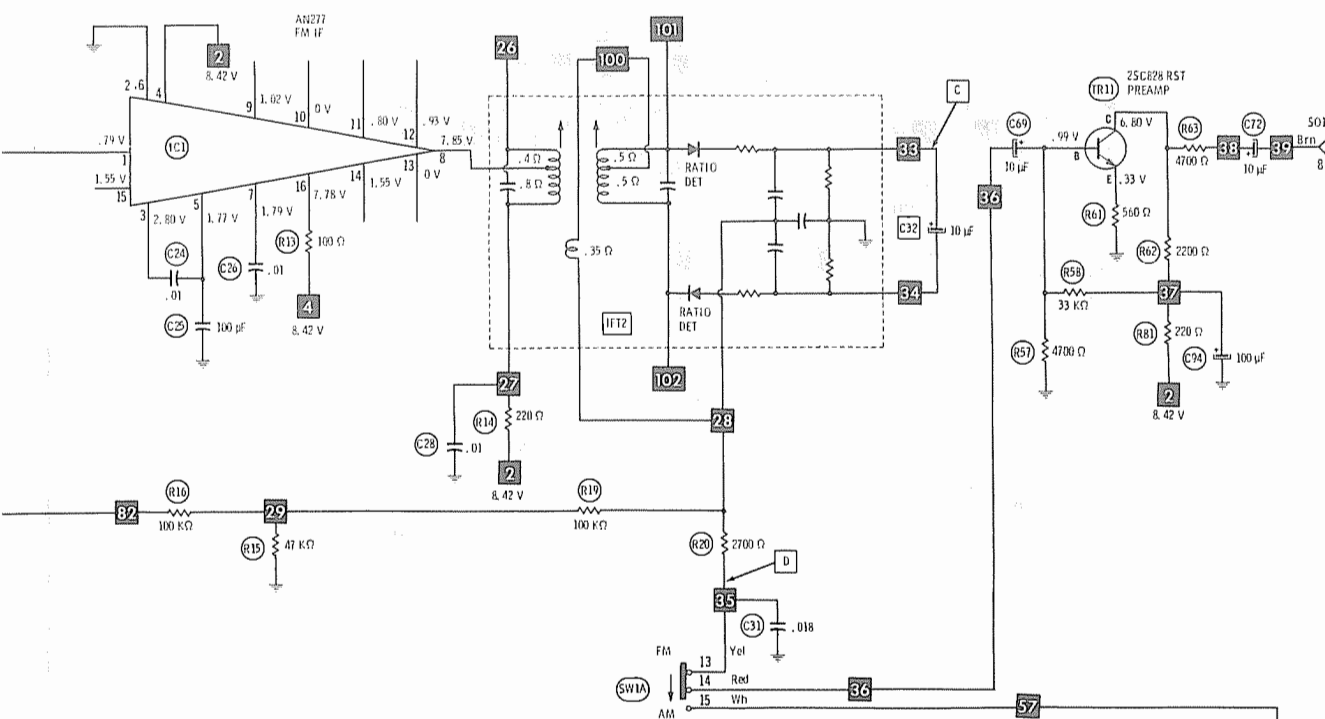 AN277
FM IF
2
8.42 V
2.6
4
9
1.02 V
10
0 V
11
.80 V
12
.93 V
8
7.85 V
13
0 V
14
1.55 V
.79 V
1
1C1
1.55 V
15
3
2.80 V
5
1.77 V
7
1.79 V
16
7.78 V
C24
.01
C25
100 pF
C26
.01
R13
100 Ω
4
8.42 V
26
.4 Ω
.8 Ω
100
101
.5 Ω
.5 Ω
.35 Ω
RATIO
DET
RATIO
DET
IFT2
102
33
34
C
C32
10 µF
27
R14
220 Ω
C28
.01
2
8.42 V
28
82
R16
100 KΩ
29
R15
47 KΩ
R19
100 KΩ
R20
2700 Ω
D
35
C31
.018
FM
13
Yel
14
Red
15
Wh
SW1A
AM
36
57
36
C69
10 µF
TR11
2SC828 RST
PREAMP
C
6.80 V
.99 V
B
E
.33 V
R61
560 Ω
R63
4700 Ω
38
C72
10 µF
39
Brn
SO1
8
R62
2200 Ω
R58
33 KΩ
37
R57
4700 Ω
R81
220 Ω
C94
100 µF
2
8.42 V